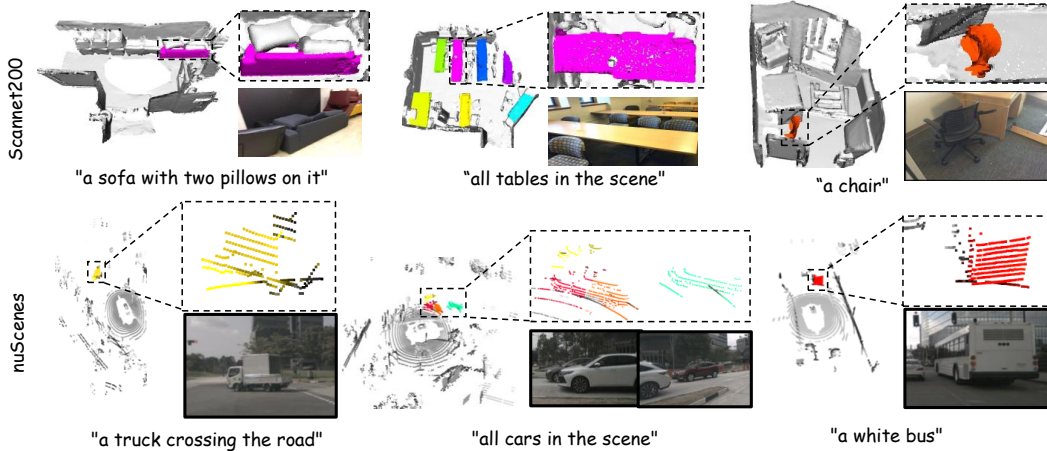 Scannet200
"a sofa with two pillows on it"
“all tables in the scene"
“a chair"
nuScenes
"a truck crossing the road"
"all cars in the scene"
"a white bus"